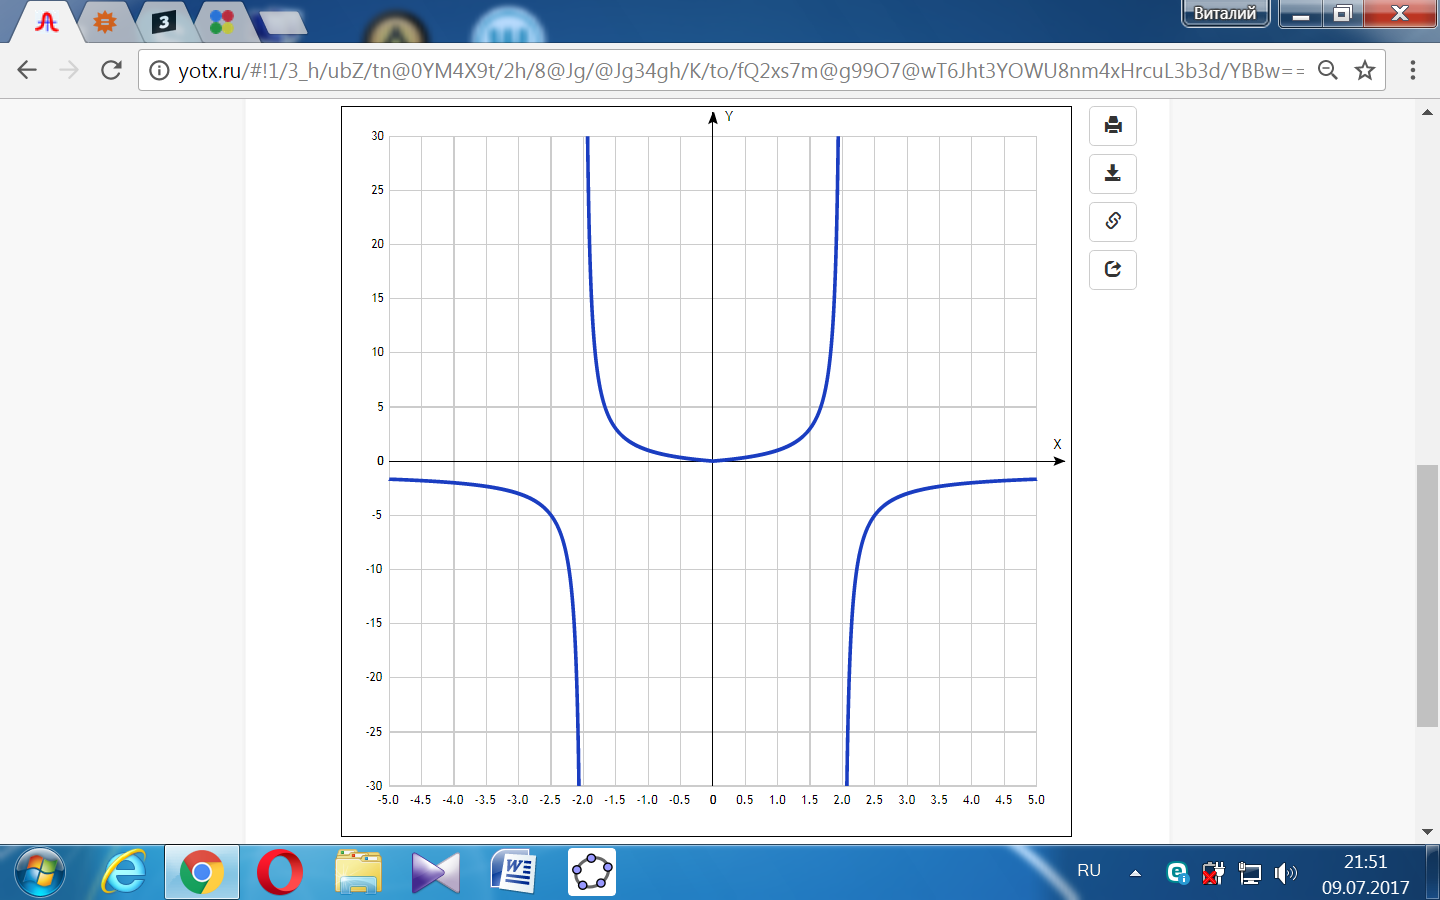 Виталий
3
yotx.ru/#!1/3_h/ubZ/tn@0YM4X9t/2h/8@Jg/@Jg34gh/K/to/fQ2xs7m@g99O7@wT6Jht3YOWU8nm4xHrcuL3b3d/YBBw==
Y
30
25
20
15
10
5
X
0
-5
-10
-15
-20
-25
-30
-5.0 -4.5 -4.0 -3.5 -3.0 -2.5 -2.0 -1.5 -1.0 -0.5 0 0.5 1.0 1.5 2.0 2.5 3.0 3.5 4.0 4.5 5.0
W
RU
21:51
09.07.2017